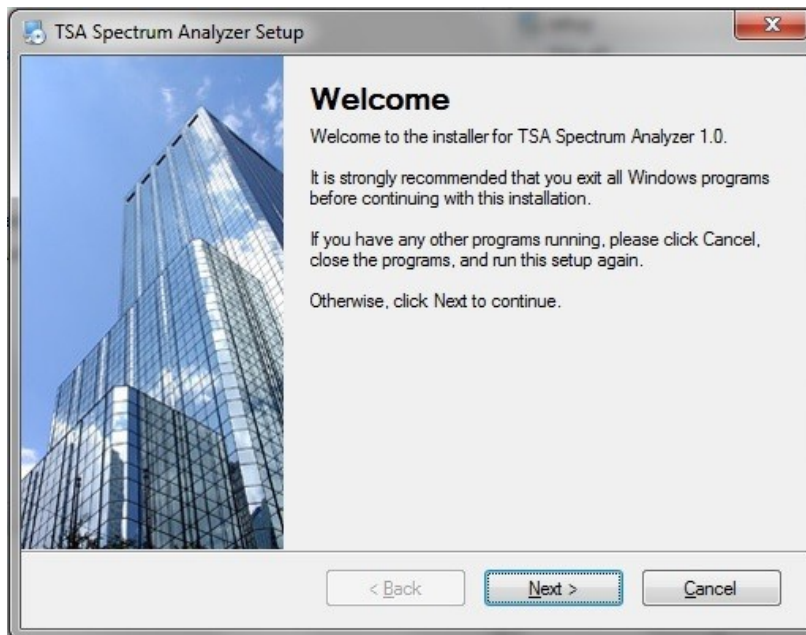 TSA Spectrum Analyzer Setup
Welcome
Welcome to the installer for TSA Spectrum Analyzer 1.0.
It is strongly recommended that you exit all Windows programs
before continuing with this installation.
If you have any other programs running, please click Cancel,
close the programs, and run this setup again.
Otherwise, click Next to continue.
< Back
Next >
Cancel